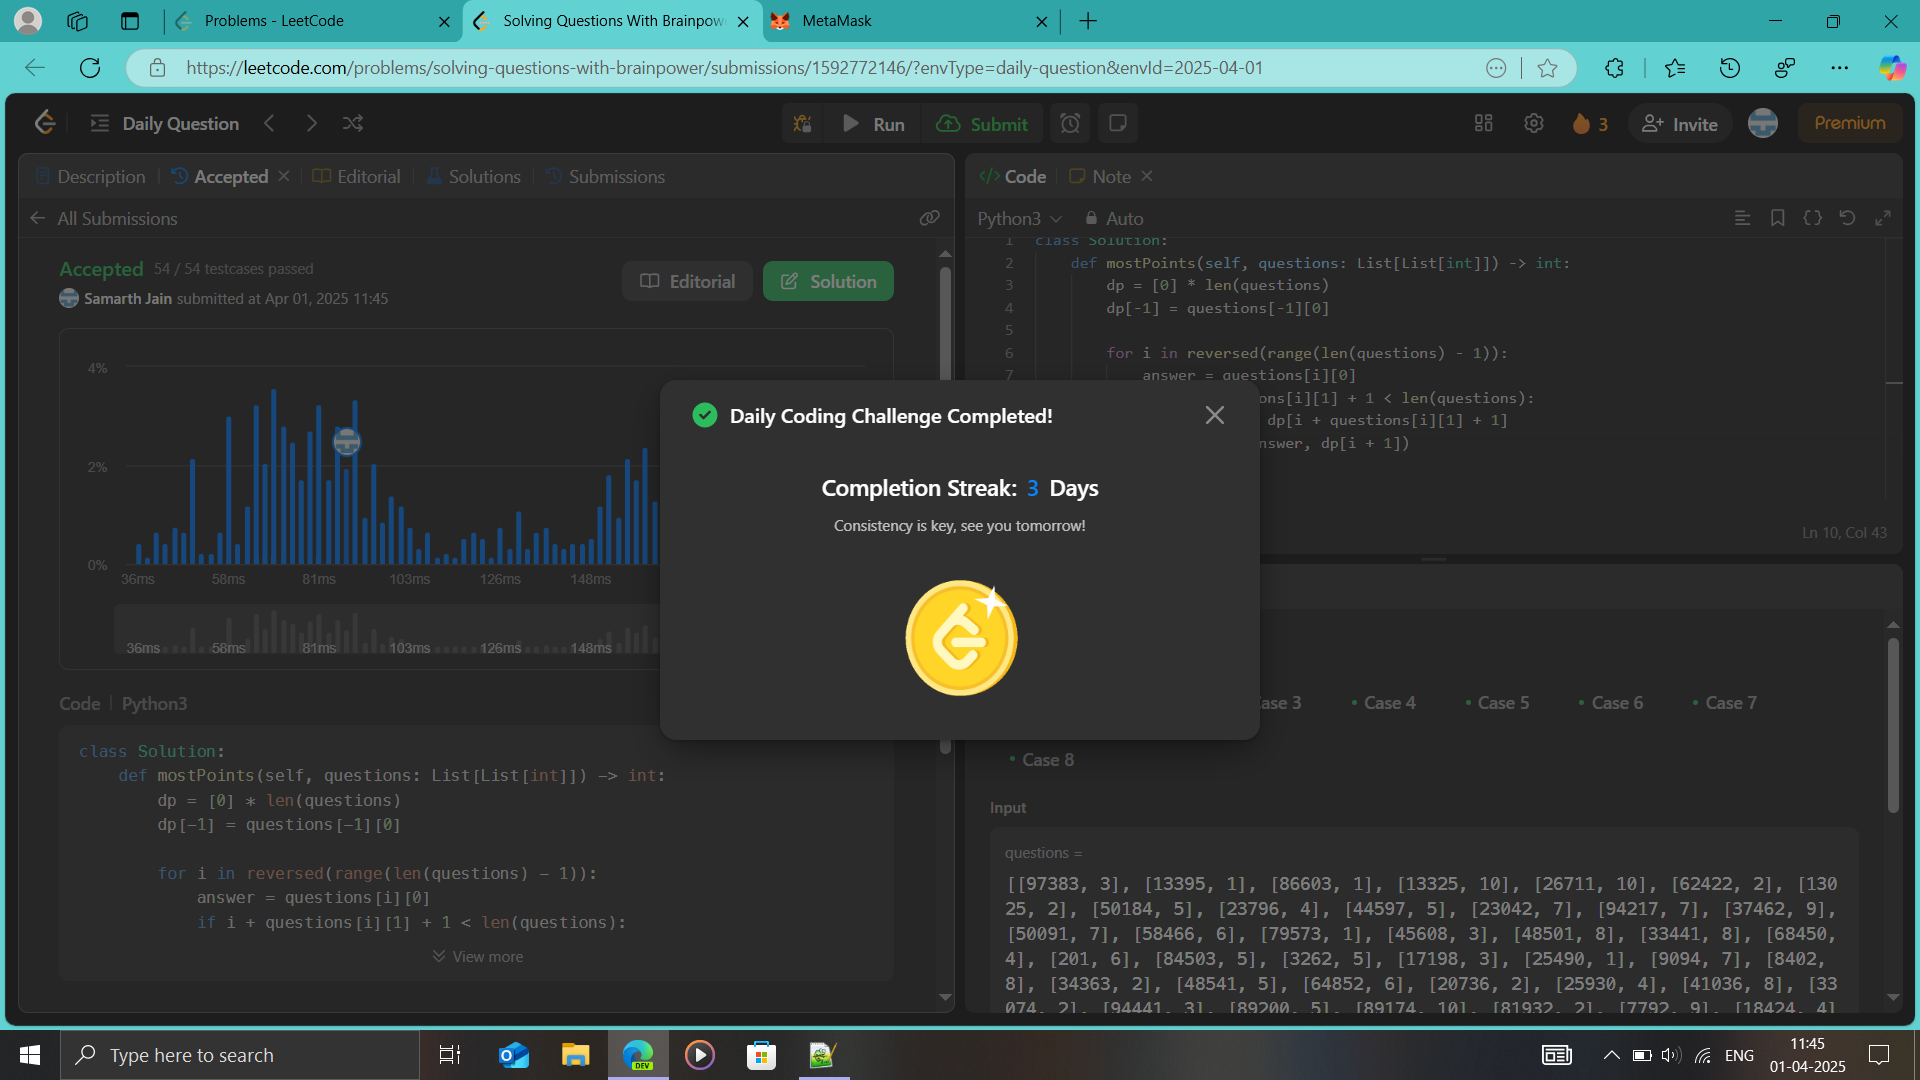 Problems - LeetCode
Solving Questions With Brainpow
MetaMask
https://leetcode.com/problems/solving-questions-with-brainpower/submissions/1592772146/?envType=daily-question&envId=2025-04-01
Daily Question
Run
Submit
3
Invite
Premium
Description
Accepted
Editorial
Solutions
Submissions
All Submissions
Accepted 54 / 54 testcases passed
Samarth Jain submitted at Apr 01, 2025 11:45
Editorial
Solution
4%
2%
0%
36ms 58ms 81ms 103ms 126ms 148ms
36ms 58ms 81ms 103ms 126ms 148ms
Code | Python3
class Solution:
    def mostPoints(self, questions: List[List[int]]) -> int:
        dp = [0] * len(questions)
        dp[-1] = questions[-1][0]
        for i in reversed(range(len(questions) - 1)):
            answer = questions[i][0]
            if i + questions[i][1] + 1 < len(questions):
View more
Code
Note
Python3
Auto
1 class Solution:
2     def mostPoints(self, questions: List[List[int]]) -> int:
3         dp = [0] * len(questions)
4         dp[-1] = questions[-1][0]
5
6         for i in reversed(range(len(questions) - 1)):
7             answer = questions[i][0]
ons[i][1] + 1 < len(questions):
dp[i + questions[i][1] + 1]
nswer, dp[i + 1])
Ln 10, Col 43
Daily Coding Challenge Completed!
Completion Streak: 3 Days
Consistency is key, see you tomorrow!
ase 3
Case 4
Case 5
Case 6
Case 7
Case 8
Input
questions =
[[97383, 3], [13395, 1], [86603, 1], [13325, 10], [26711, 10], [62422, 2], [130
25, 2], [50184, 5], [23796, 4], [44597, 5], [23042, 7], [94217, 7], [37462, 9],
[50091, 7], [58466, 6], [79573, 1], [45608, 3], [48501, 8], [33441, 8], [68450,
4], [201, 6], [84503, 5], [3262, 5], [17198, 3], [25490, 1], [9094, 7], [8402,
8], [34363, 2], [48541, 5], [64852, 6], [20736, 2], [25930, 4], [41036, 8], [33
074, 2], [94441, 3], [89200, 5], [89174, 10], [81932, 2], [7792, 9], [18424, 4]
Type here to search
DEV
ENG
11:45
01-04-2025